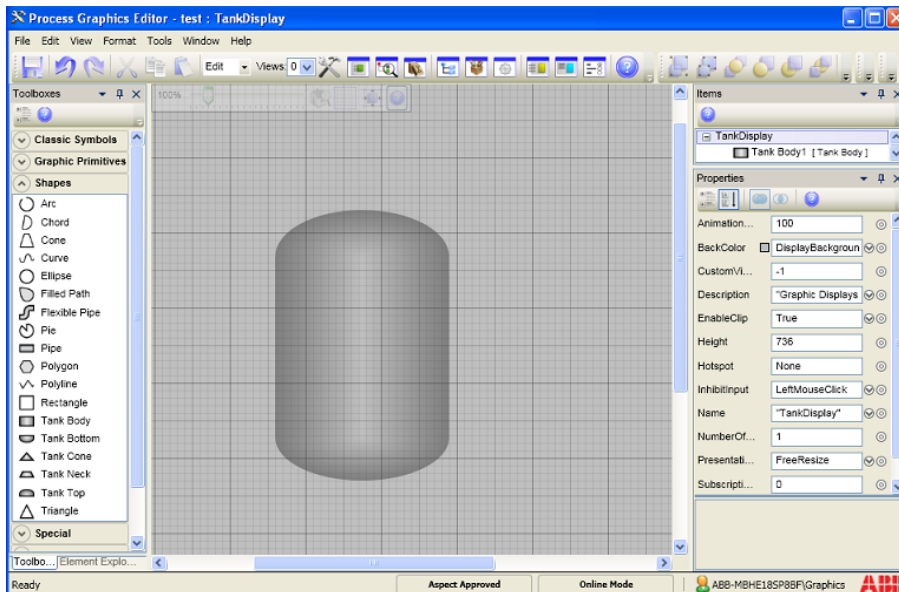 Process Graphics Editor - test : TankDisplay
File Edit View Format Tools Window Help
Edit Views: 0
Toolboxes
Classic Symbols
Graphic Primitives
Shapes
Arc
Chord
Cone
Curve
Ellipse
Filled Path
Flexible Pipe
Pie
Pipe
Polygon
Polyline
Rectangle
Tank Body
Tank Bottom
Tank Cone
Tank Neck
Tank Top
Triangle
Special
Toolbo... Element Explo...
100%
Items
TankDisplay
Tank Body1 [ Tank Body ]
Properties
Animation... 100
BackColor DisplayBackgroun
CustomVi... -1
Description "Graphic Displays
EnableClip True
Height 736
Hotspot None
InhibitInput LeftMouseClick
Name "TankDisplay"
NumberOf... 1
Presentati... FreeResize
Subscripti... 0
Ready Aspect Approved Online Mode ABB-MBHE18SP8BF\Graphics ABB